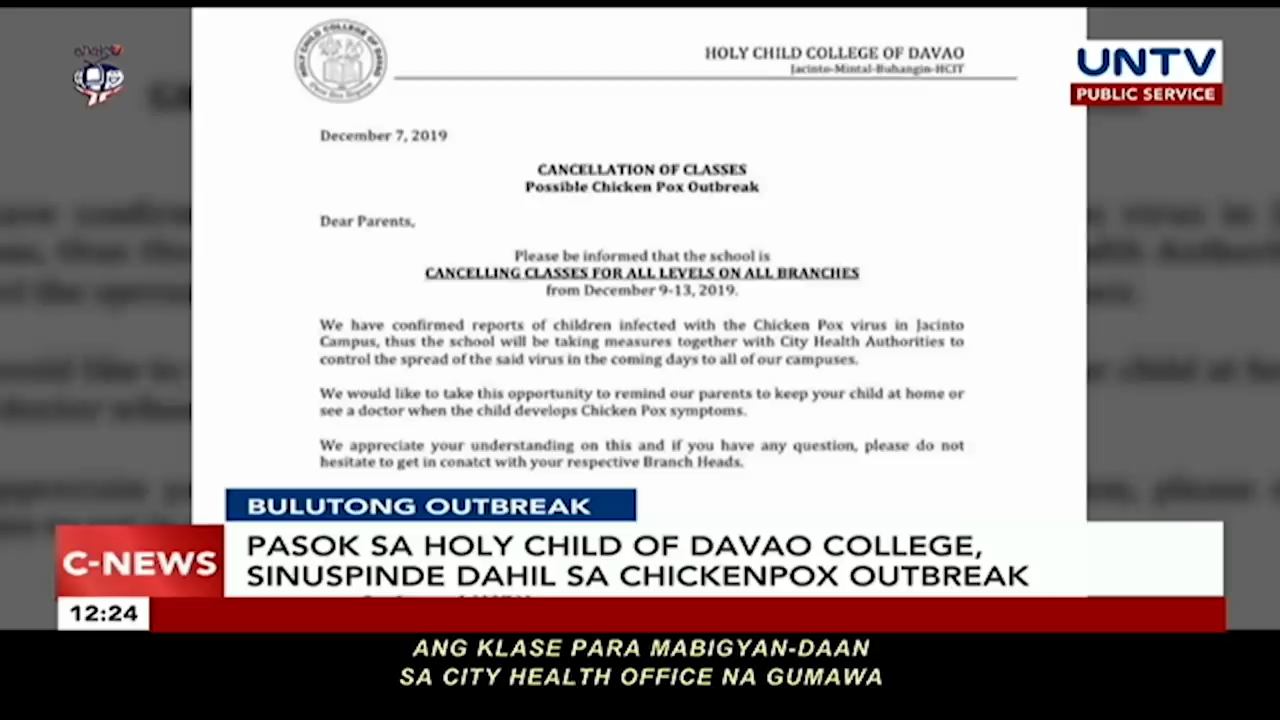 HOLY CHILD COLLEGE OF DAVAO
Jacinto-Mintal-Buhangin-HCIT
UNTV
PUBLIC SERVICE
December 7, 2019
CANCELLATION OF CLASSES
Possible Chicken Pox Outbreak
Dear Parents,
Please be informed that the school is
CANCELLING CLASSES FOR ALL LEVELS ON ALL BRANCHES
from December 9-13, 2019.
We have confirmed reports of children infected with the Chicken Pox virus in Jacinto
Campus, thus the school will be taking measures together with City Health Authorities to
control the spread of the said virus in the coming days to all of our campuses.
We would like to take this opportunity to remind our parents to keep your child at home or
see a doctor when the child develops Chicken Pox symptoms.
We appreciate your understanding on this and if you have any question, please do not
hesitate to get in conatct with your respective Branch Heads.
BULUTONG OUTBREAK
C-NEWS
PASOK SA HOLY CHILD OF DAVAO COLLEGE,
SINUSPINDE DAHIL SA CHICKENPOX OUTBREAK
12:24
ANG KLASE PARA MABIGYAN-DAAN
SA CITY HEALTH OFFICE NA GUMAWA